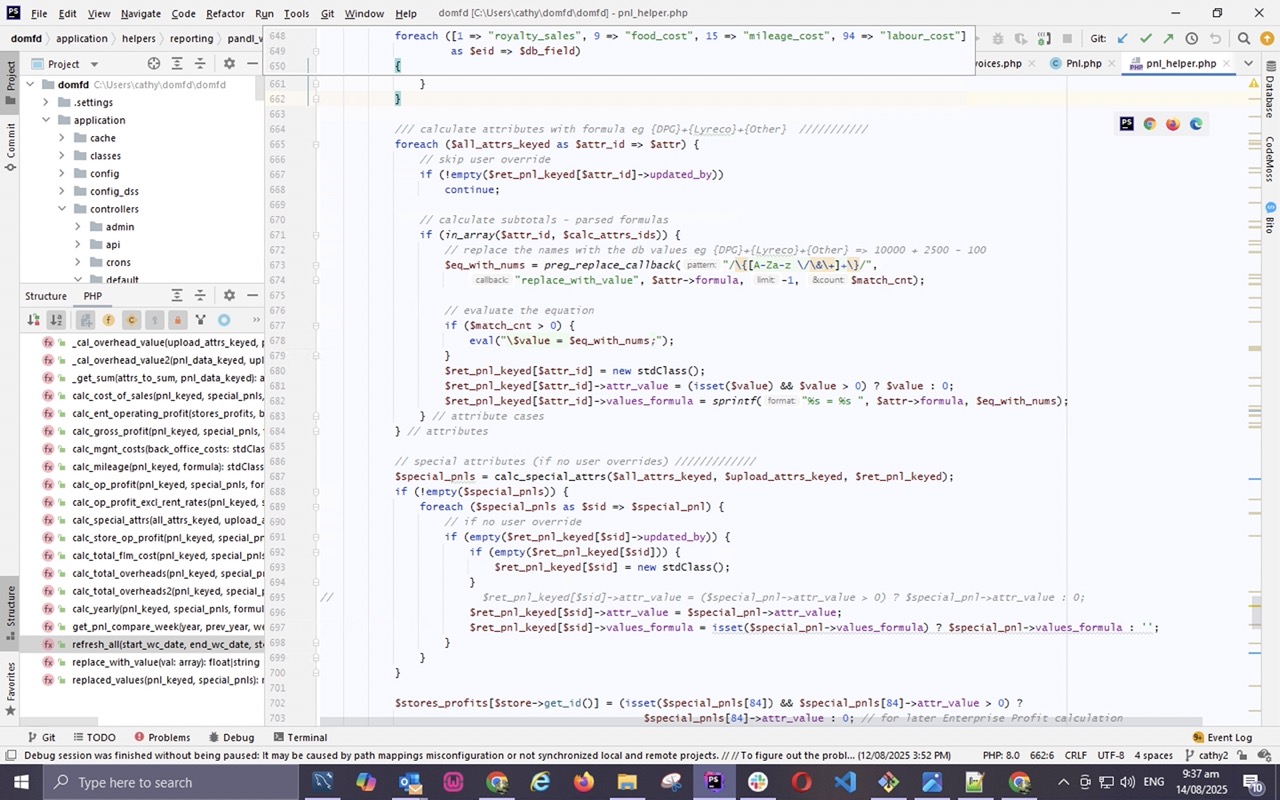 File Edit View Navigate Code Refactor Run Tools Git Window Help domfd [C:\Users\cathy\domfd\domfd] - pnl_helper.php
domfd application helpers reporting pandl_w
Git:
Project
voices.php Pnl.php pnl_helper.php
domfd C:\Users\cathy\domfd\domfd
.settings
application
cache
classes
config
config_dss
controllers
admin
api
crons
default
Structure PHP
_cal_overhead_value(upload_attrs_keyed, p
_cal_overhead_value2(pnl_data_keyed, upl
_get_sum(attrs_to_sum, pnl_data_keyed): a
calc_cost_of_sales(pnl_keyed, special_pnls,
calc_ent_operating_profit(stores_profits, b
calc_gross_profit(pnl_keyed, special_pnls, f
calc_mgnt_costs(back_office_costs: stdClas
calc_mileage(pnl_keyed, formula): stdClass
calc_op_profit(pnl_keyed, special_pnls, for
calc_op_profit_excl_rent_rates(pnl_keyed, s
calc_special_attrs(all_attrs_keyed, upload_a
calc_store_op_profit(pnl_keyed, special_pnl
calc_total_flm_cost(pnl_keyed, special_pnls
calc_total_overheads(pnl_keyed, special_pr
calc_total_overheads2(pnl_keyed, special_p
calc_yearly(pnl_keyed, special_pnls, formul
get_pnl_compare_week(year, prev_year, we
refresh_all(start_wc_date, end_wc_date, sto
replace_with_value(val: array): float|string
replaced_values(pnl_keyed, special_pnls): r
648 foreach ([1 => "royalty_sales", 9 => "food_cost", 15 => "mileage_cost", 94 => "labour_cost"]
649 as $eid => $db_field)
650 {
661 }
662 }
663
664 /// calculate attributes with formula eg {DPG}+{Lyreco}+{Other} ///////////
665 foreach ($all_attrs_keyed as $attr_id => $attr) {
666 // skip user override
667 if (!empty($ret_pnl_keyed[$attr_id]->updated_by))
668 continue;
669
670 // calculate subtotals - parsed formulas
671 if (in_array($attr_id, $calc_attrs_ids)) {
672 // replace the names with the db values eg {DPG}+{Lyreco}+{Other} => 10000 + 2500 - 100
673 $eq_with_nums = preg_replace_callback( pattern: "/\{[A-Za-z \/\&\+]+\}/",
674 callback: "replace_with_value", $attr->formula, limit: -1, &count: $match_cnt);
675
676 // evaluate the equation
677 if ($match_cnt > 0) {
678 eval("\$value = $eq_with_nums;");
679 }
680 $ret_pnl_keyed[$attr_id] = new stdClass();
681 $ret_pnl_keyed[$attr_id]->attr_value = (isset($value) && $value > 0) ? $value : 0;
682 $ret_pnl_keyed[$attr_id]->values_formula = sprintf( format: "%s = %s ", $attr->formula, $eq_with_nums);
683 } // attribute cases
684 } // attributes
685
686 // special attributes (if no user overrides) /////////////
687 $special_pnls = calc_special_attrs($all_attrs_keyed, $upload_attrs_keyed, $ret_pnl_keyed);
688 if (!empty($special_pnls)) {
689 foreach ($special_pnls as $sid => $special_pnl) {
690 // if no user override
691 if (empty($ret_pnl_keyed[$sid]->updated_by)) {
692 if (empty($ret_pnl_keyed[$sid])) {
693 $ret_pnl_keyed[$sid] = new stdClass();
694 }
695 // $ret_pnl_keyed[$sid]->attr_value = ($special_pnl->attr_value > 0) ? $special_pnl->attr_value : 0;
696 $ret_pnl_keyed[$sid]->attr_value = $special_pnl->attr_value;
697 $ret_pnl_keyed[$sid]->values_formula = isset($special_pnl->values_formula) ? $special_pnl->values_formula : '';
698 }
699 }
700 }
701
702 $stores_profits[$store->get_id()] = (isset($special_pnls[84]) && $special_pnls[84]->attr_value > 0) ?
703 $special_pnls[84]->attr_value : 0; // for later Enterprise Profit calculation
Project
Commit
Structure
Favorites
Database
CodeMoss
Bito
Git TODO Problems Debug Terminal Event Log
Debug session was finished without being paused: It may be caused by path mappings misconfiguration or not synchronized local and remote projects. // // To figure out the probl... (12/08/2025 3:52 PM) PHP: 8.0 662:6 CRLF UTF-8 4 spaces cathy2
Type here to search
ENG
9:37 am
14/08/2025
10